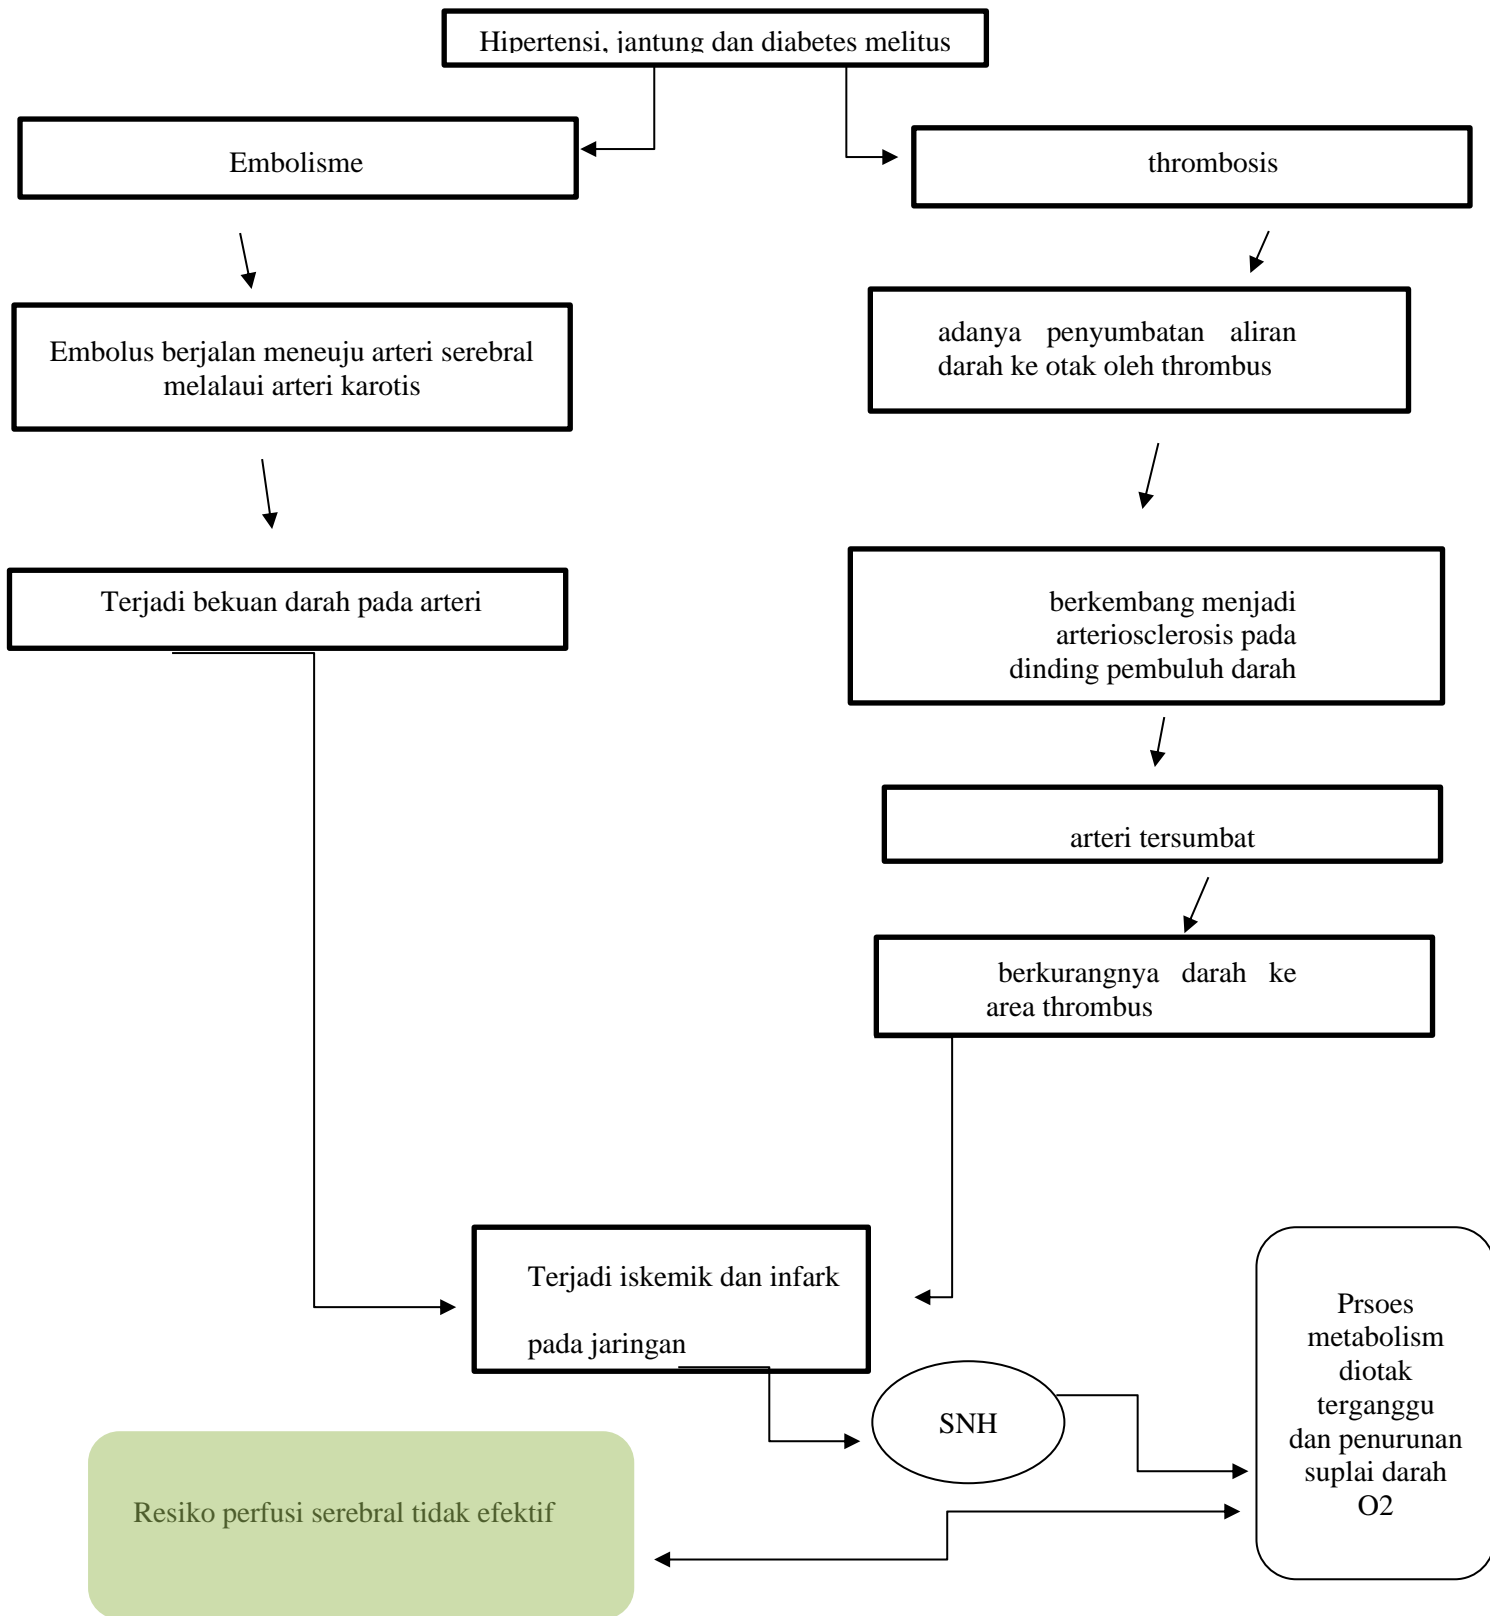 Hipertensi, jantung dan diabetes melitus
Embolisme
thrombosis
Embolus berjalan meneuju arteri serebral
melalaui arteri karotis
adanya penyumbatan aliran
darah ke otak oleh thrombus
Terjadi bekuan darah pada arteri
berkembang menjadi
arteriosclerosis pada
dinding pembuluh darah
arteri tersumbat
berkurangnya darah ke
area thrombus
Terjadi iskemik dan infark
pada jaringan
SNH
Prsoes
metabolism
diotak
terganggu
dan penurunan
suplai darah
O2
Resiko perfusi serebral tidak efektif